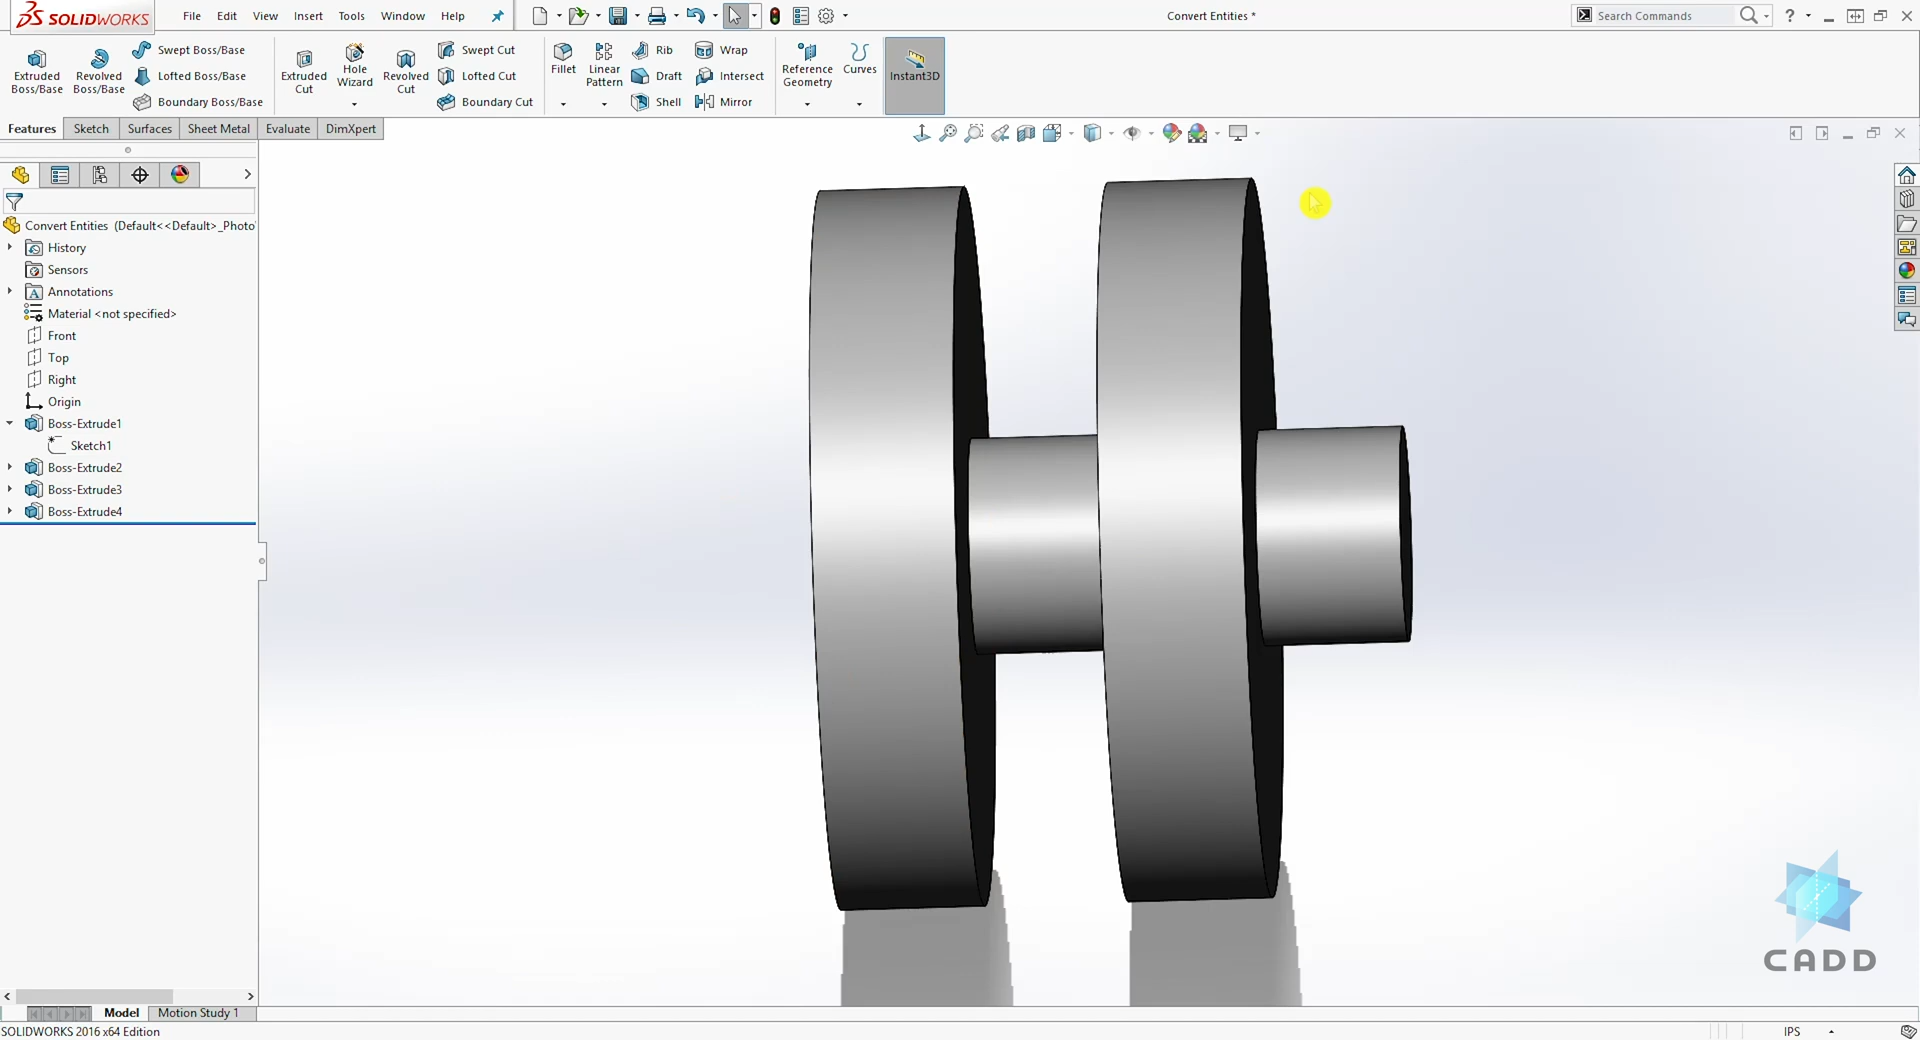 SOLIDWORKS File Edit View Insert Tools Window Help Convert Entities * Search Commands ?
Extruded Boss/Base Revolved Boss/Base Swept Boss/Base Lofted Boss/Base Boundary Boss/Base Extruded Cut Hole Wizard Revolved Cut Swept Cut Lofted Cut Boundary Cut Fillet Linear Pattern Rib Draft Shell Wrap Intersect Mirror Reference Geometry Curves Instant3D
Features Sketch Surfaces Sheet Metal Evaluate DimXpert
Convert Entities (Default<<Default>_Photo
History
Sensors
Annotations
Material <not specified>
Front
Top
Right
Origin
Boss-Extrude1
Sketch1
Boss-Extrude2
Boss-Extrude3
Boss-Extrude4
CADD
Model Motion Study 1
SOLIDWORKS 2016 x64 Edition IPS